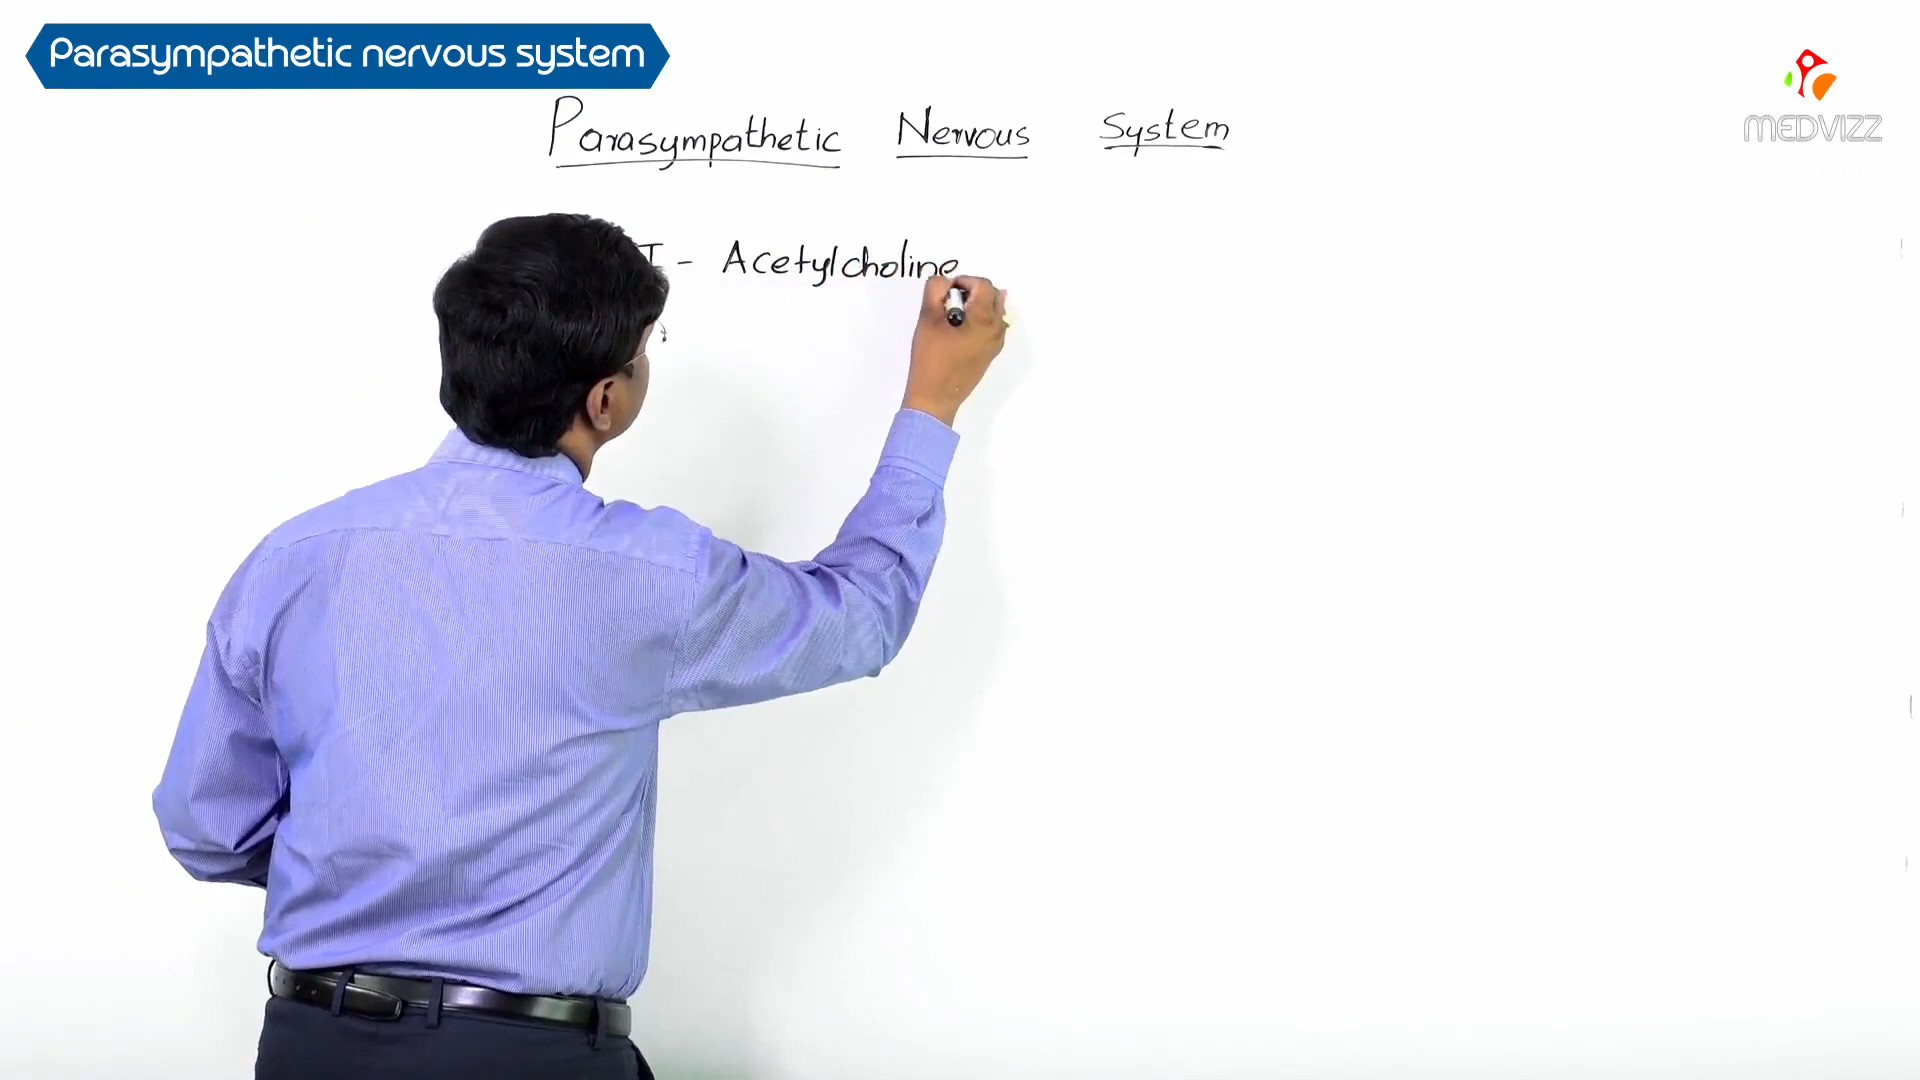 Parasympathetic nervous system
MEDVIZZ
Parasympathetic Nervous System
- Acetylcholine